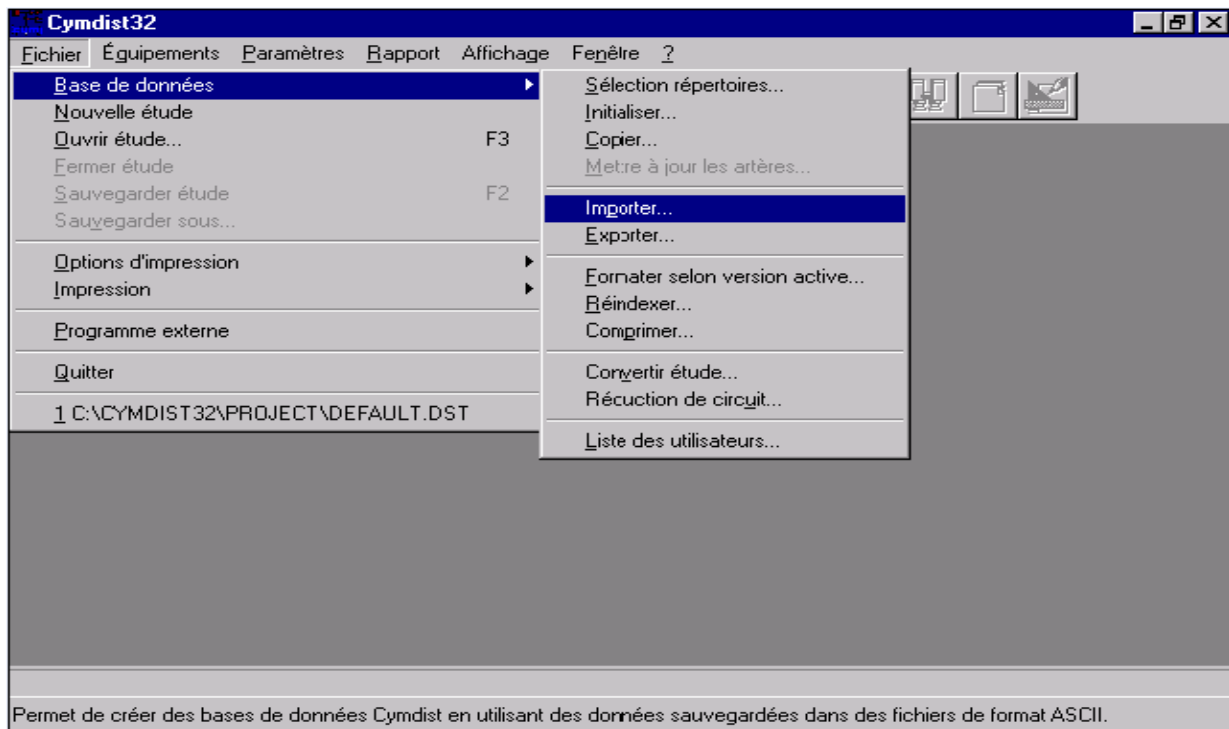 Cymdist32
Fichier Équipements Paramètres Rapport Affichage Fenêtre ?
Base de données
Nouvelle étude
Ouvrir étude... F3
Fermer étude
Sauvegarder étude F2
Sauvegarder sous...
Options d'impression
Impression
Programme externe
Quitter
1 C:\CYMDIST32\PROJECT\DEFAULT.DST
Sélection répertoires...
Initialiser...
Copier...
Mettre à jour les artères...
Importer...
Exporter...
Formater selon version active...
Réindexer...
Comprimer...
Convertir étude...
Réduction de circuit...
Liste des utilisateurs...
Permet de créer des bases de données Cymdist en utilisant des données sauvegardées dans des fichiers de format ASCII.